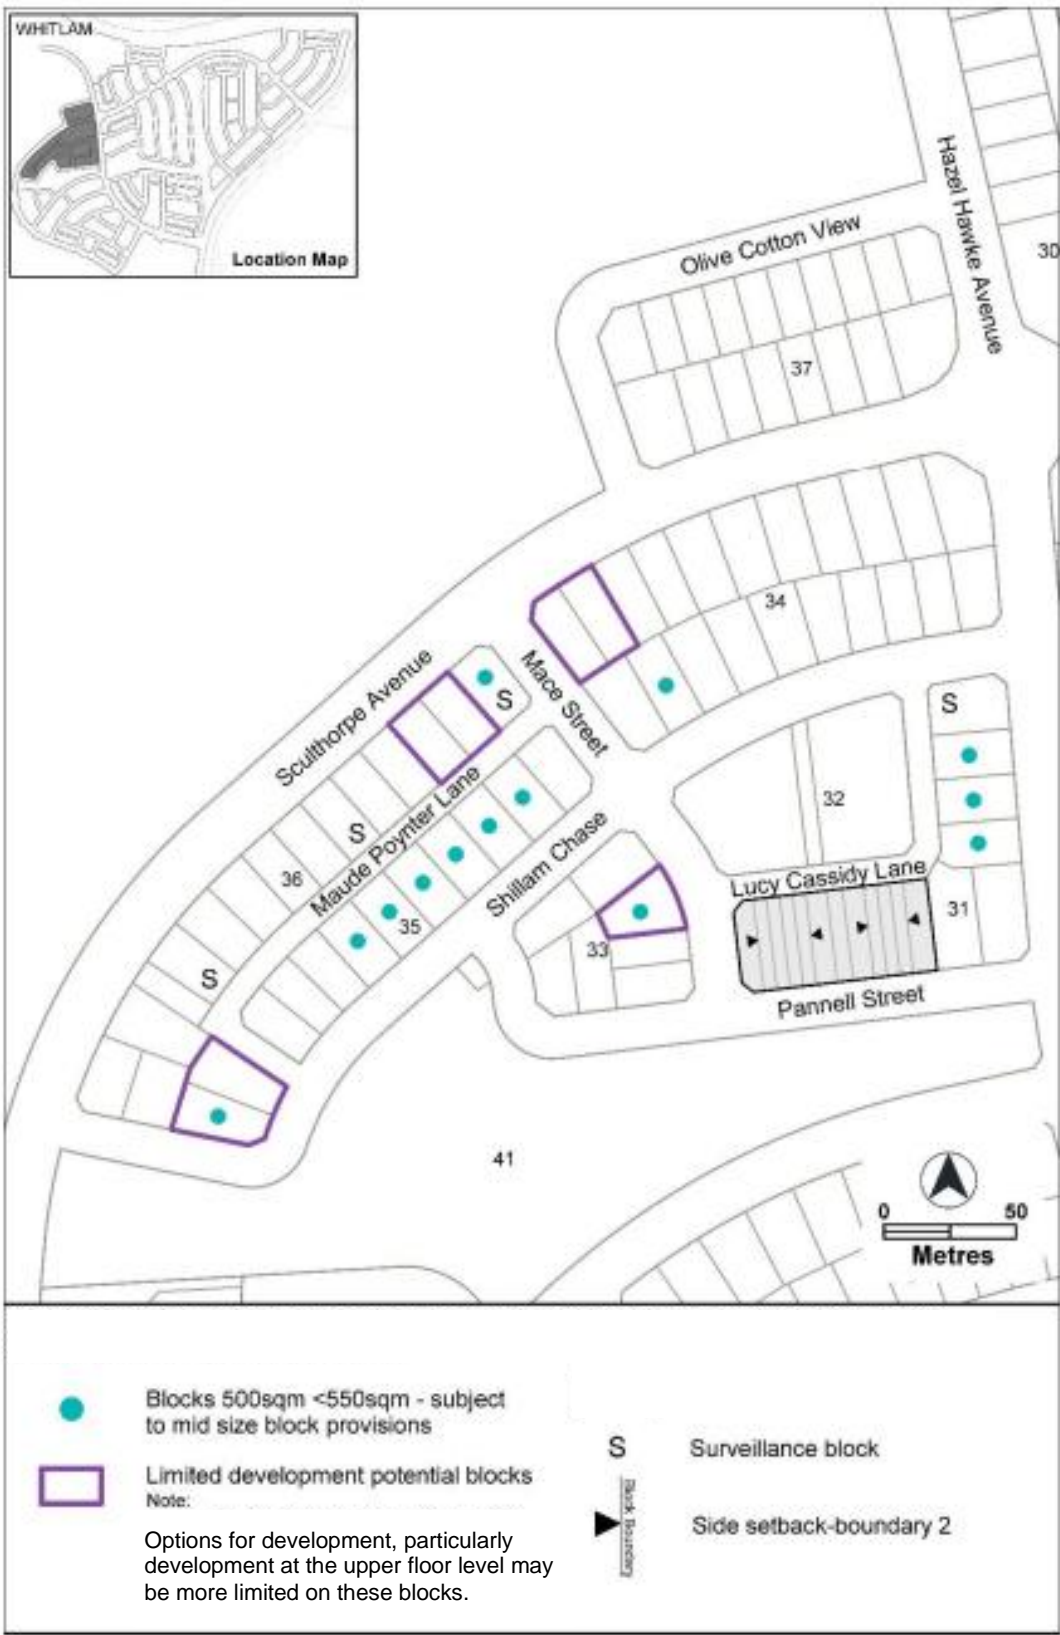 WHITLAM
Location Map
Hazel Hawke Avenue
30
Olive Cotton View
37
34
Sculthorpe Avenue
Mace Street
S
S
32
Maude Poynter Lane
S
36
Shillam Chase
Lucy Cassidy Lane
35
31
33
S
Pannell Street
41
0 50
Metres
Blocks 500sqm <550sqm - subject
to mid size block provisions
Limited development potential blocks
Note:
Options for development, particularly
development at the upper floor level may
be more limited on these blocks.
S Surveillance block
Block Boundary
Side setback-boundary 2